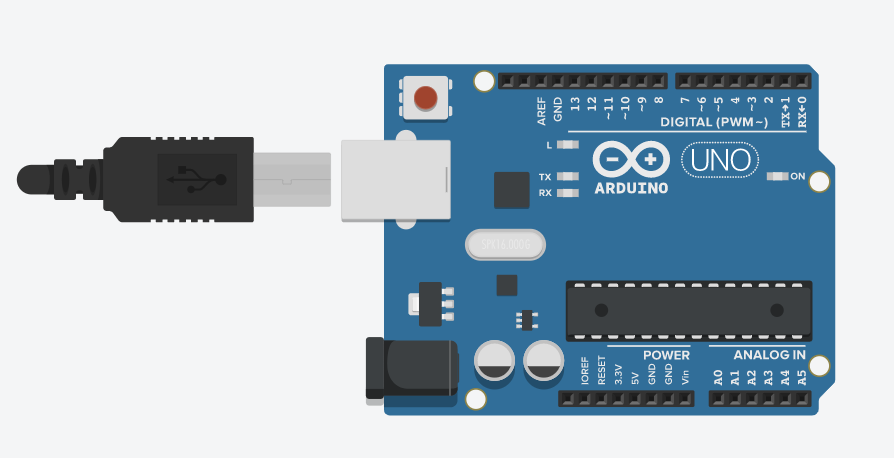 AREF
GND
13
12
~11
~10
~9
8
7
~6
~5
4
~3
2
TX→1
RX←0
DIGITAL (PWM~)
L
TX
RX
ARDUINO
UNO
ON
SPK16.000G
POWER
ANALOG IN
IOREF
RESET
3.3V
5V
GND
GND
Vin
A0
A1
A2
A3
A4
A5